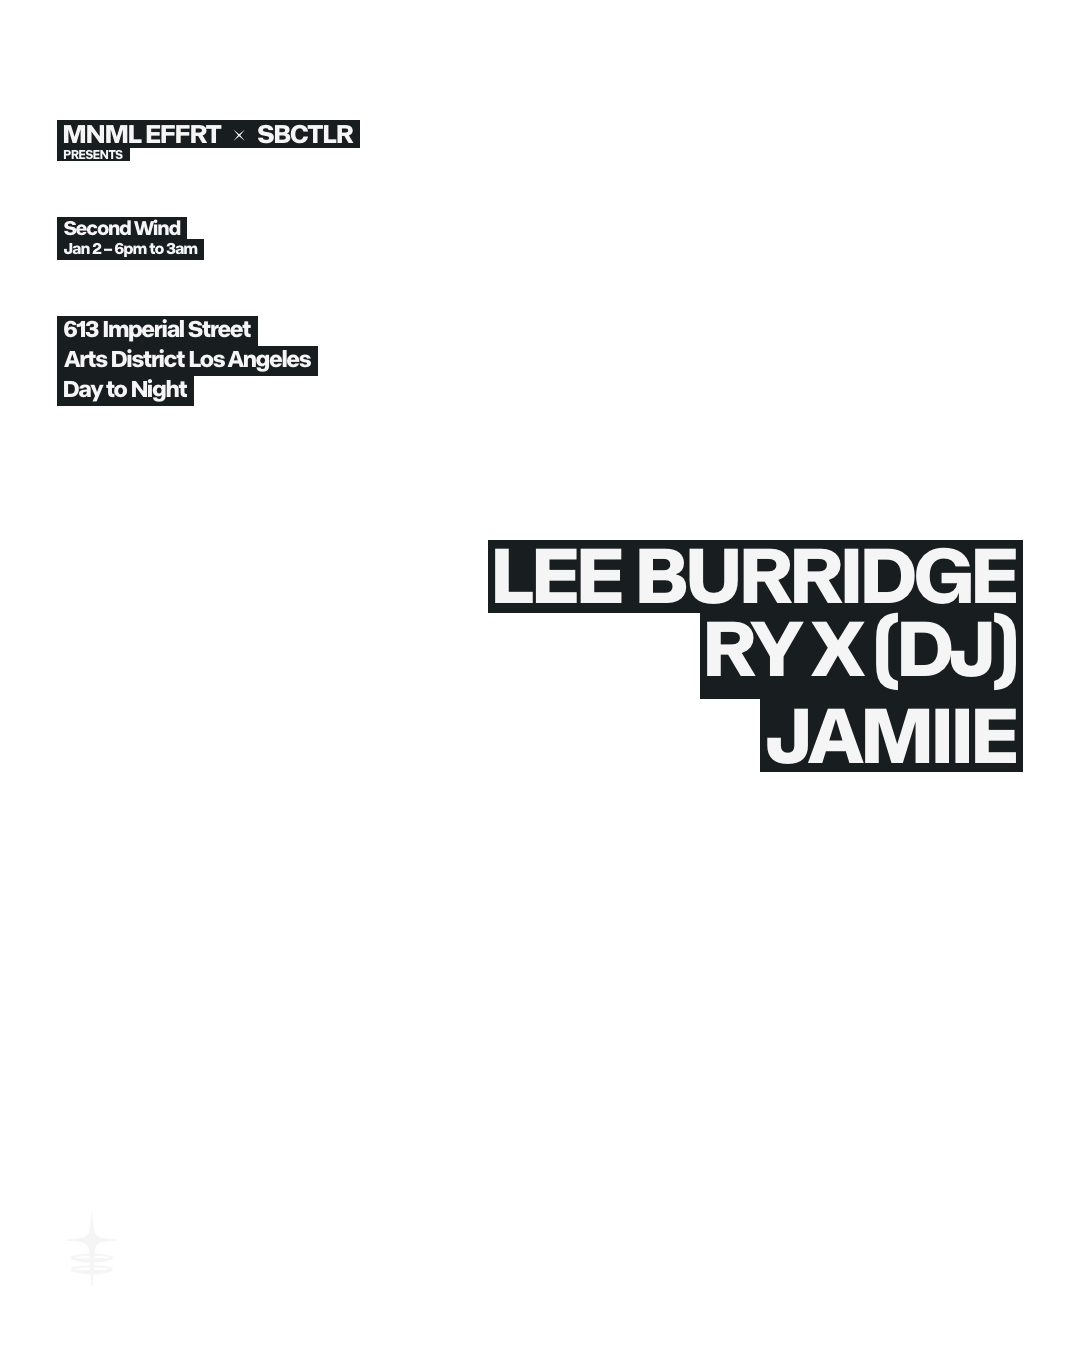 MNML EFFRT × SBCTLR
PRESENTS
Second Wind
Jan 2 – 6pm to 3am
613 Imperial Street
Arts District Los Angeles
Day to Night
LEE BURRIDGE
RY X (DJ)
JAMIIE